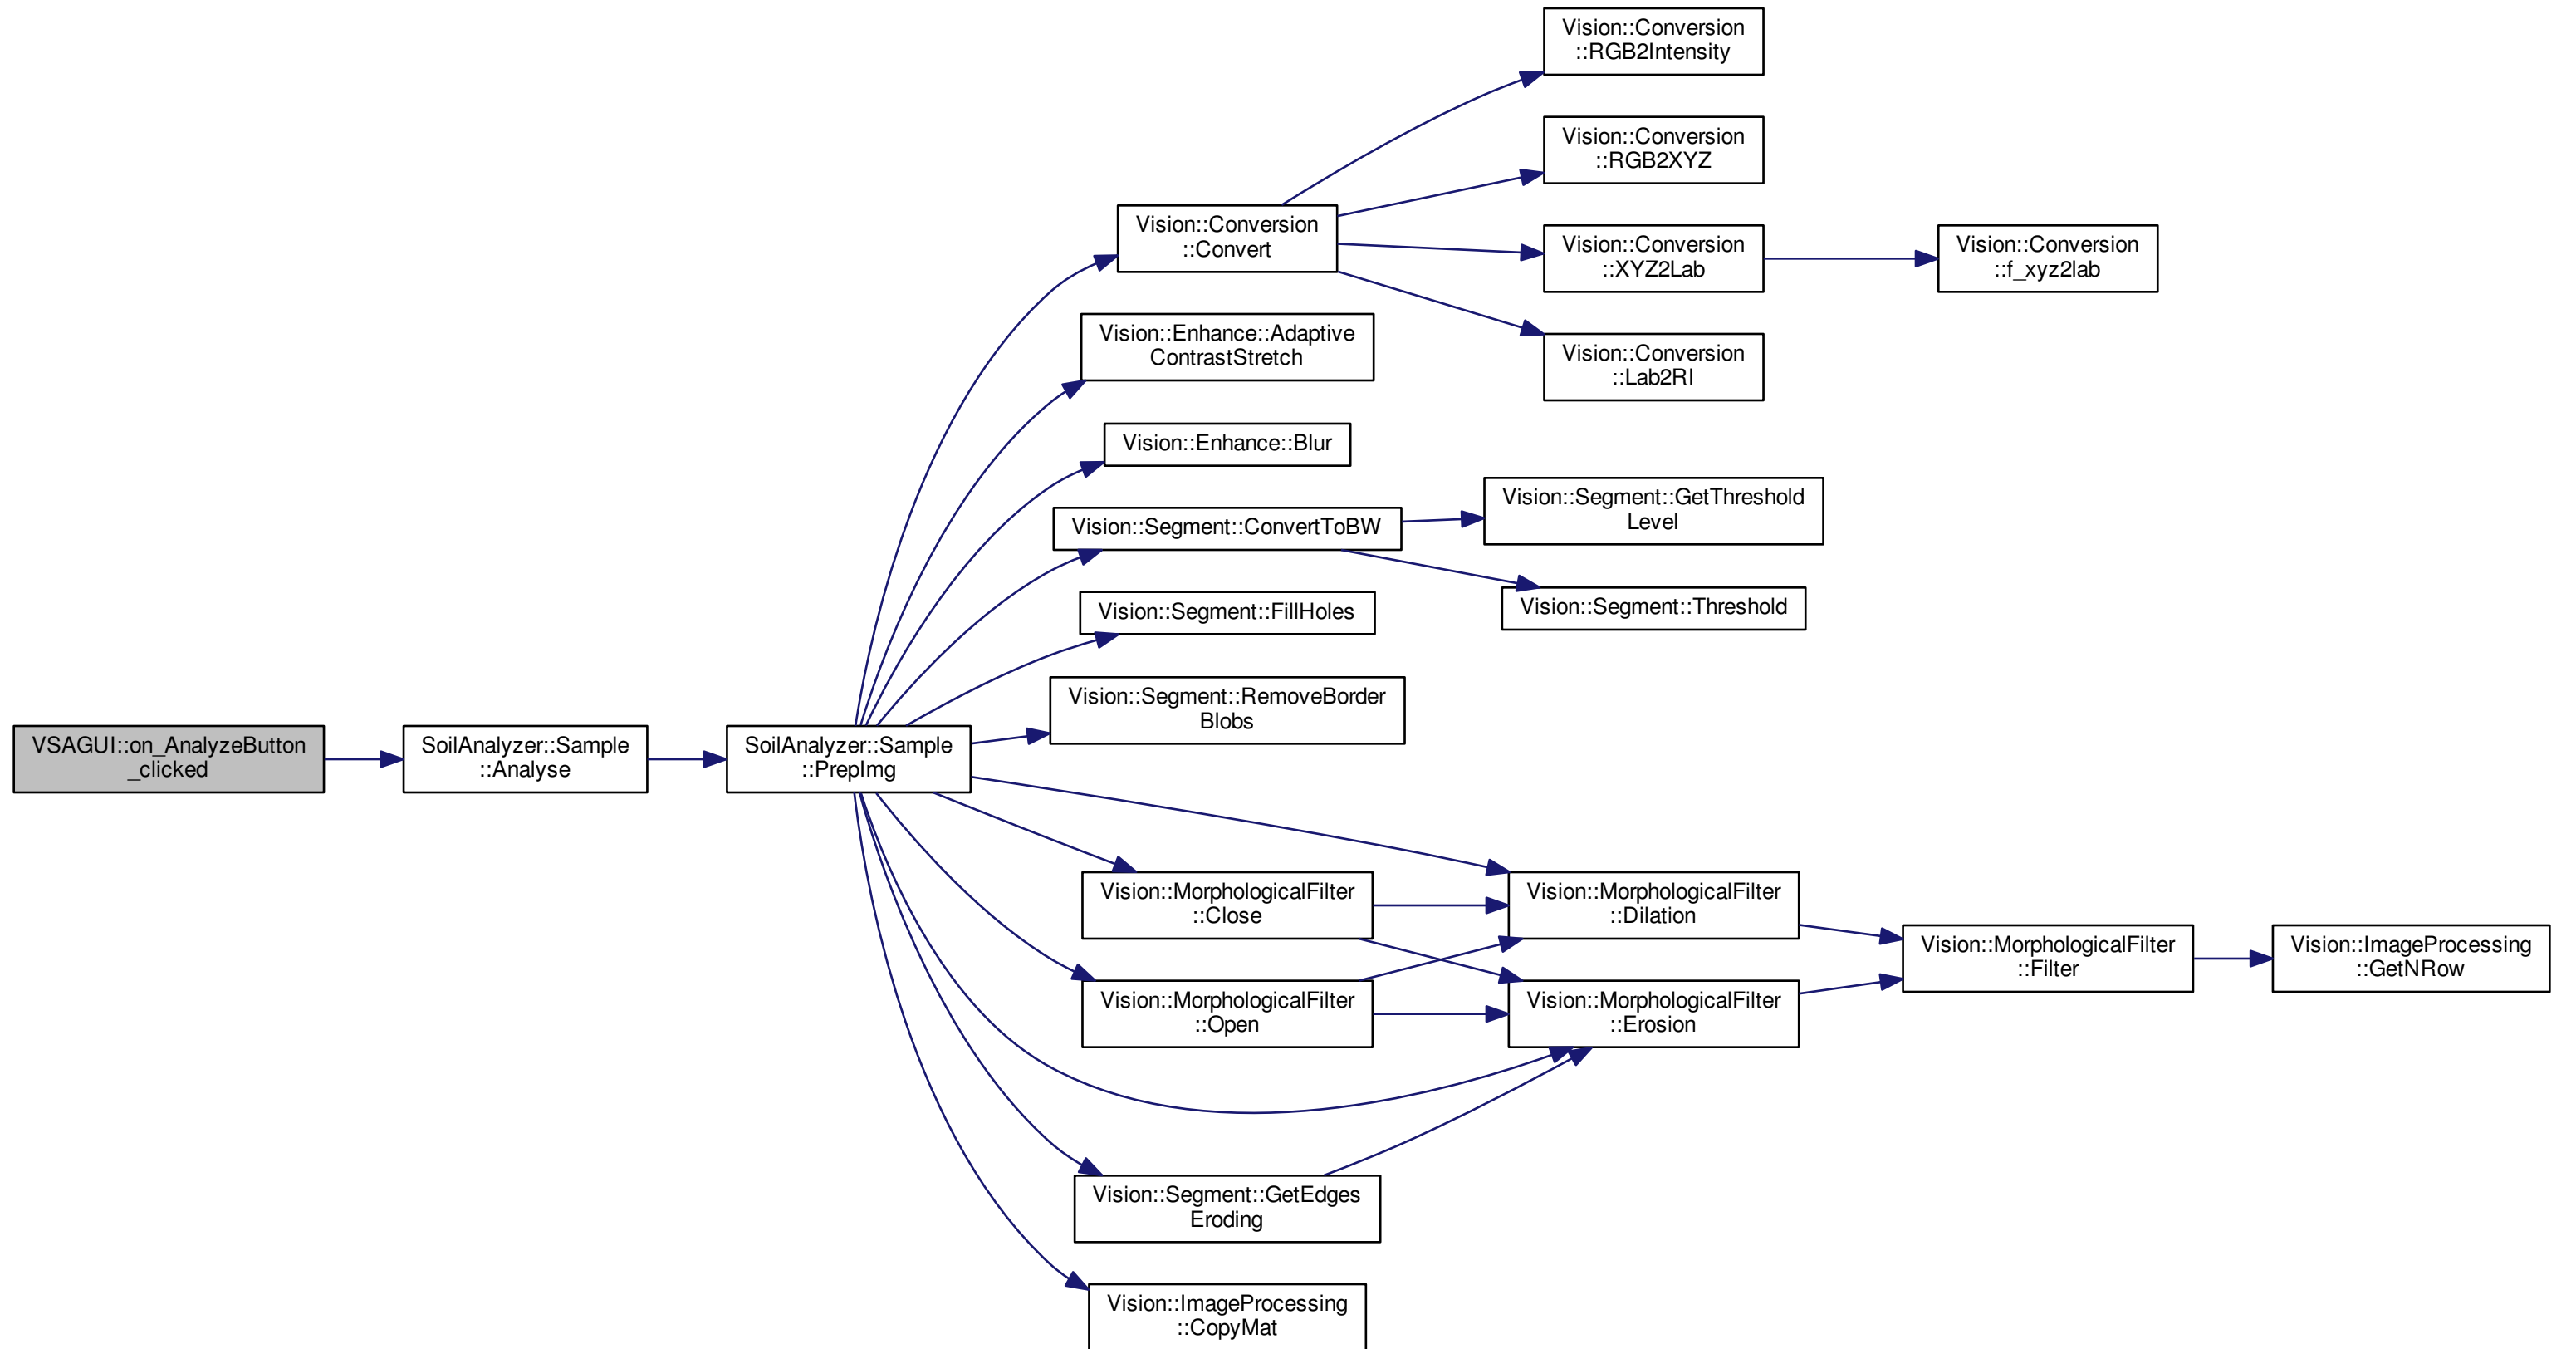 Vision::Conversion
::RGB2Intensity
Vision::Conversion
::RGB2XYZ
Vision::Conversion
::Convert
Vision::Conversion
::XYZ2Lab
Vision::Conversion
::f_xyz2lab
Vision::Enhance::Adaptive
ContrastStretch
Vision::Conversion
::Lab2RI
Vision::Enhance::Blur
Vision::Segment::ConvertToBW
Vision::Segment::GetThreshold
Level
Vision::Segment::FillHoles
Vision::Segment::Threshold
Vision::Segment::RemoveBorder
Blobs
VSAGUI::on_AnalyzeButton
_clicked
SoilAnalyzer::Sample
::Analyse
SoilAnalyzer::Sample
::PrepImg
Vision::MorphologicalFilter
::Close
Vision::MorphologicalFilter
::Dilation
Vision::MorphologicalFilter
::Filter
Vision::ImageProcessing
::GetNRow
Vision::MorphologicalFilter
::Open
Vision::MorphologicalFilter
::Erosion
Vision::Segment::GetEdges
Eroding
Vision::ImageProcessing
::CopyMat